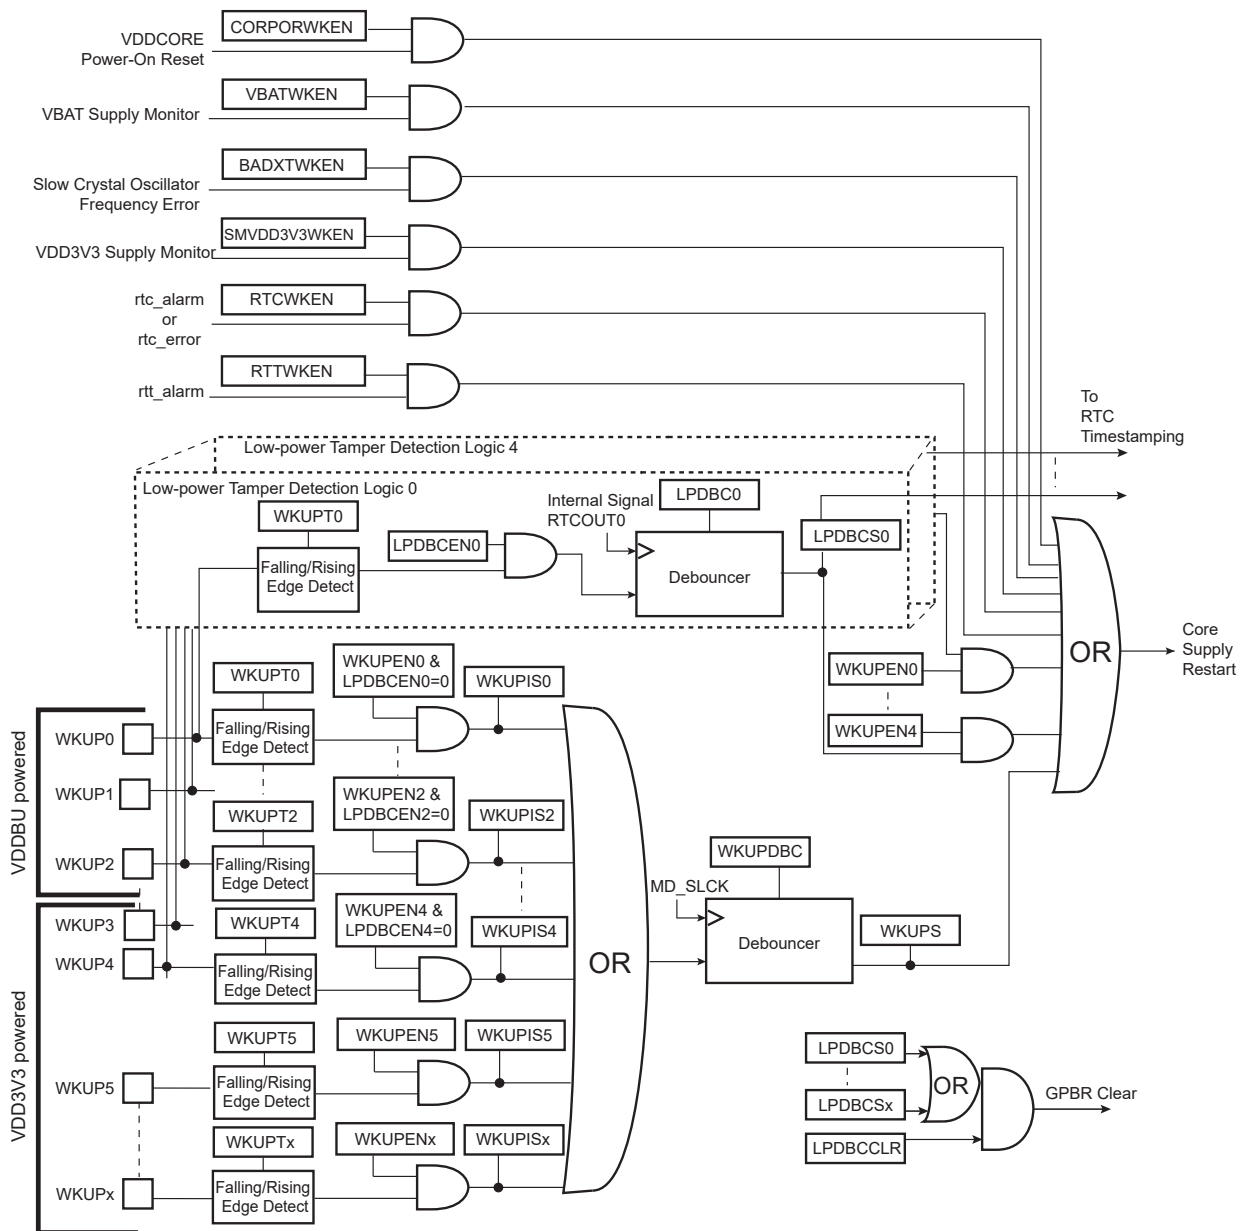 CORPORWKEN
VDDCORE
Power-On Reset
VBATWKEN
VBAT Supply Monitor
BADXTWKEN
Slow Crystal Oscillator
Frequency Error
SMVDD3V3WKEN
VDD3V3 Supply Monitor
RTCWKEN
rtc_alarm
or
rtc_error
RTTWKEN
rtt_alarm
To
RTC
Timestamping
Low-power Tamper Detection Logic 4
Low-power Tamper Detection Logic 0
WKUPT0
Falling/Rising
Edge Detect
LPDBCEN0
Internal Signal
RTCOUT0
LPDBC0
Debouncer
LPDBCS0
OR
Core
Supply
Restart
WKUPEN0
WKUPEN4
VDDBU powered
WKUP0
WKUPT0
Falling/Rising
Edge Detect
WKUPEN0 &
LPDBCEN0=0
WKUPIS0
WKUP1
WKUP2
WKUPT2
Falling/Rising
Edge Detect
WKUPEN2 &
LPDBCEN2=0
WKUPIS2
VDD3V3 powered
WKUP3
WKUP4
WKUPT4
Falling/Rising
Edge Detect
WKUPEN4 &
LPDBCEN4=0
WKUPIS4
OR
WKUPDBC
MD_SLCK
Debouncer
WKUPS
WKUP5
WKUPT5
Falling/Rising
Edge Detect
WKUPEN5
WKUPIS5
WKUPx
WKUPTx
Falling/Rising
Edge Detect
WKUPENx
WKUPISx
LPDBCS0
LPDBCSx
OR
LPDBCCLR
GPBR Clear